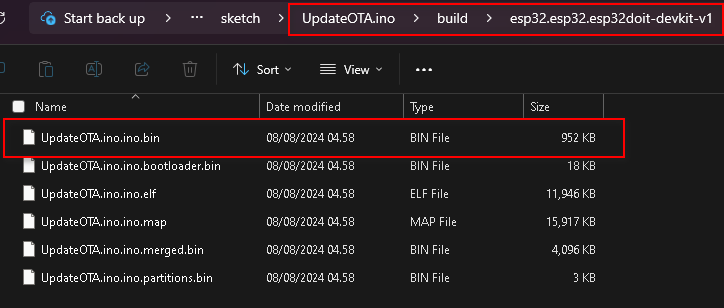 Start back up > ... sketch > UpdateOTA.ino > build > esp32.esp32.esp32doit-devkit-v1
Sort View ...
Name Date modified Type Size
UpdateOTA.ino.ino.bin 08/08/2024 04.58 BIN File 952 KB
UpdateOTA.ino.ino.bootloader.bin 08/08/2024 04.58 BIN File 18 KB
UpdateOTA.ino.ino.elf 08/08/2024 04.58 ELF File 11,946 KB
UpdateOTA.ino.ino.map 08/08/2024 04.58 MAP File 15,917 KB
UpdateOTA.ino.ino.merged.bin 08/08/2024 04.58 BIN File 4,096 KB
UpdateOTA.ino.ino.partitions.bin 08/08/2024 04.58 BIN File 3 KB